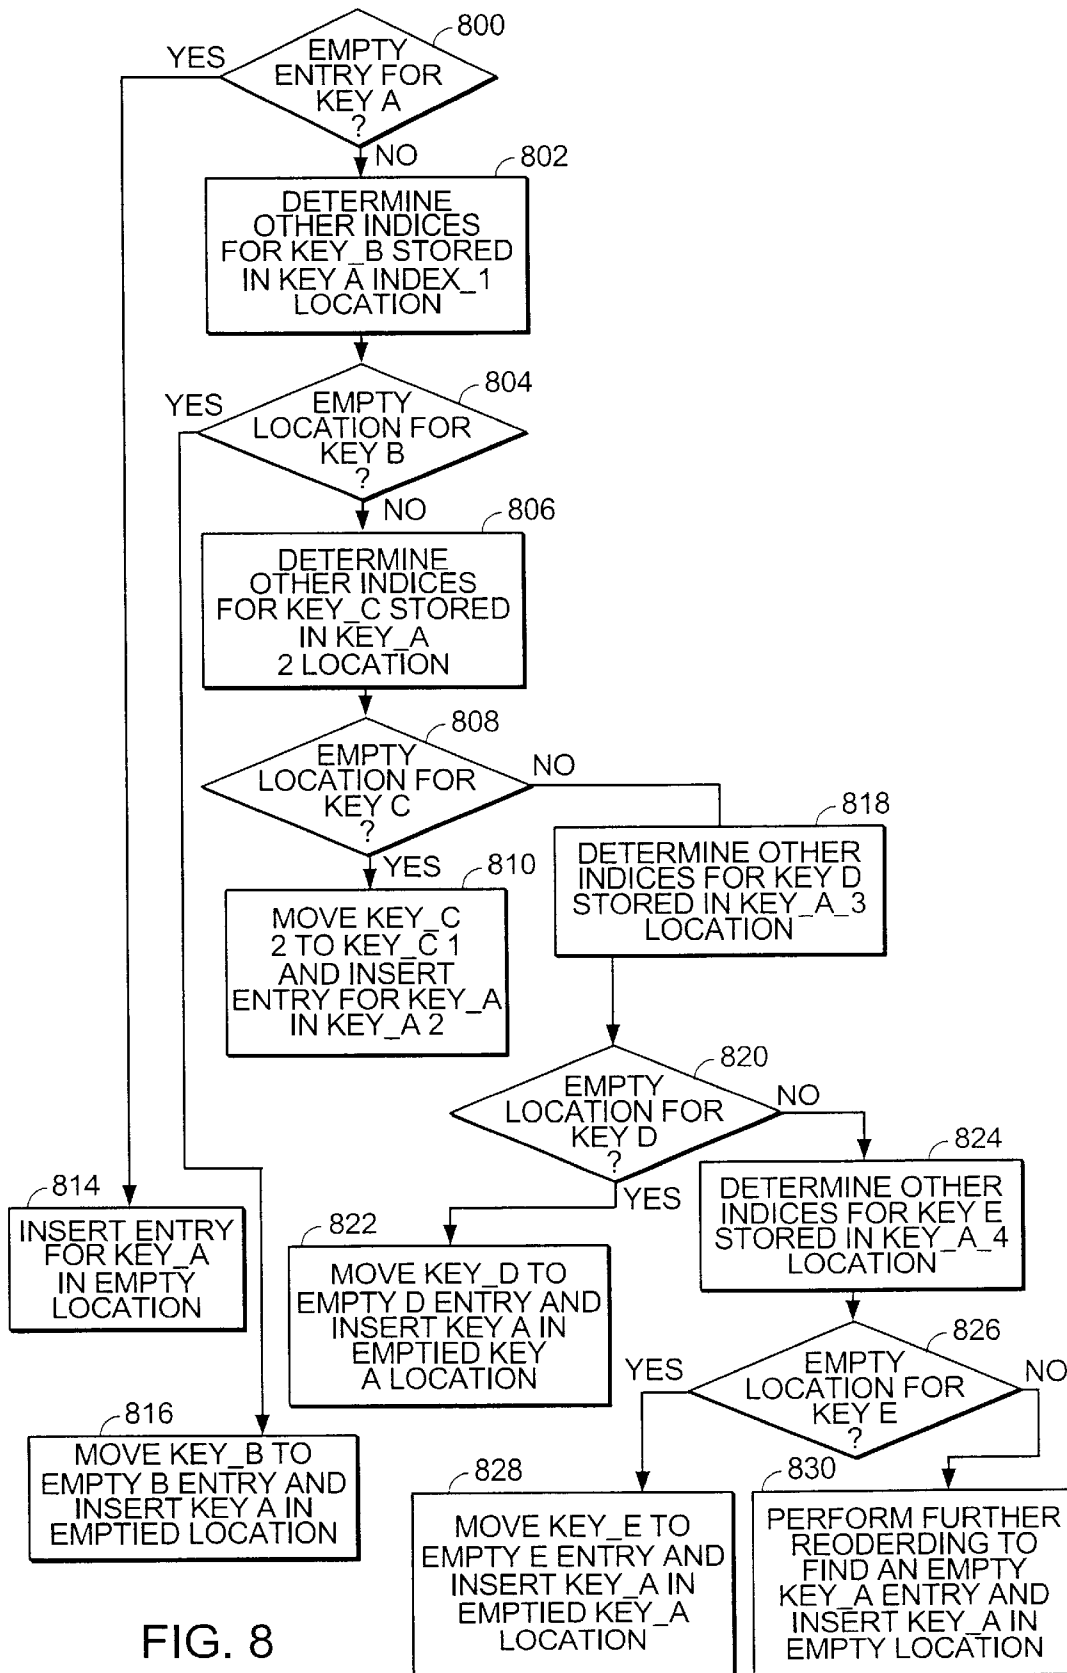 800
YES
EMPTY
ENTRY FOR
KEY A
?
NO
802
DETERMINE
OTHER INDICES
FOR KEY_B STORED
IN KEY A INDEX_1
LOCATION
804
YES
EMPTY
LOCATION FOR
KEY B
?
NO
806
DETERMINE
OTHER INDICES
FOR KEY_C STORED
IN KEY_A
2 LOCATION
808
EMPTY
LOCATION FOR
KEY C
?
NO
YES
810
MOVE KEY_C
2 TO KEY_C 1
AND INSERT
ENTRY FOR KEY_A
IN KEY_A 2
818
DETERMINE OTHER
INDICES FOR KEY D
STORED IN KEY_A_3
LOCATION
820
EMPTY
LOCATION FOR
KEY D
?
NO
YES
824
DETERMINE OTHER
INDICES FOR KEY E
STORED IN KEY_A_4
LOCATION
814
INSERT ENTRY
FOR KEY_A
IN EMPTY
LOCATION
822
MOVE KEY_D TO
EMPTY D ENTRY AND
INSERT KEY A IN
EMPTIED KEY
A LOCATION
826
YES
EMPTY
LOCATION FOR
KEY E
?
NO
816
MOVE KEY_B TO
EMPTY B ENTRY AND
INSERT KEY A IN
EMPTIED LOCATION
828
MOVE KEY_E TO
EMPTY E ENTRY AND
INSERT KEY_A IN
EMPTIED KEY_A
LOCATION
830
PERFORM FURTHER
REODERDING TO
FIND AN EMPTY
KEY_A ENTRY AND
INSERT KEY_A IN
EMPTY LOCATION
FIG. 8